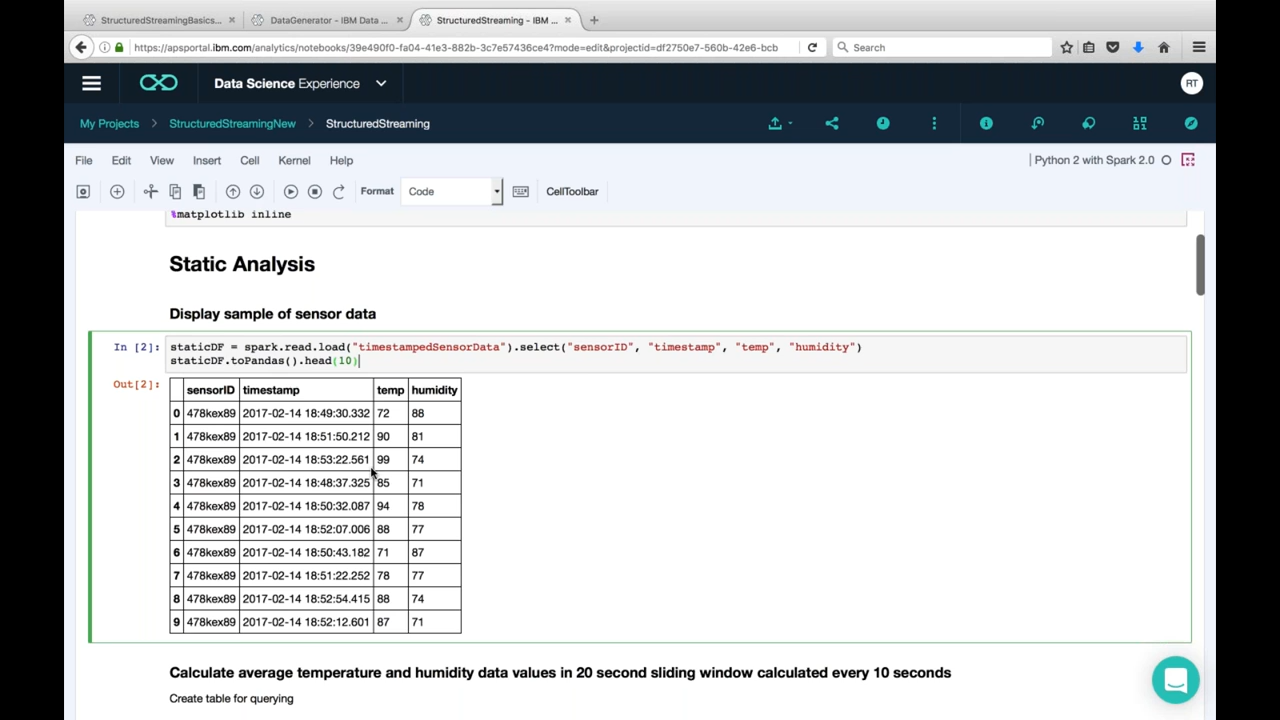 StructuredStreamingBasics... × DataGenerator – IBM Data ... × StructuredStreaming - IBM ... ×
https://apsportal.ibm.com/analytics/notebooks/39e490f0-fa04-41e3-882b-3c7e57436ce4?mode=edit&projectid=df2750e7-560b-42e6-bcb Search
Data Science Experience RT
My Projects > StructuredStreamingNew > StructuredStreaming
File Edit View Insert Cell Kernel Help Python 2 with Spark 2.0
Format Code CellToolbar
%matplotlib inline
Static Analysis
Display sample of sensor data
In [2]: staticDF = spark.read.load("timestampedSensorData").select("sensorID", "timestamp", "temp", "humidity")
staticDF.toPandas().head(10)
Out[2]:
sensorID timestamp temp humidity
0 478kex89 2017-02-14 18:49:30.332 72 88
1 478kex89 2017-02-14 18:51:50.212 90 81
2 478kex89 2017-02-14 18:53:22.561 99 74
3 478kex89 2017-02-14 18:48:37.325 85 71
4 478kex89 2017-02-14 18:50:32.087 94 78
5 478kex89 2017-02-14 18:52:07.006 88 77
6 478kex89 2017-02-14 18:50:43.182 71 87
7 478kex89 2017-02-14 18:51:22.252 78 77
8 478kex89 2017-02-14 18:52:54.415 88 74
9 478kex89 2017-02-14 18:52:12.601 87 71
Calculate average temperature and humidity data values in 20 second sliding window calculated every 10 seconds
Create table for querying